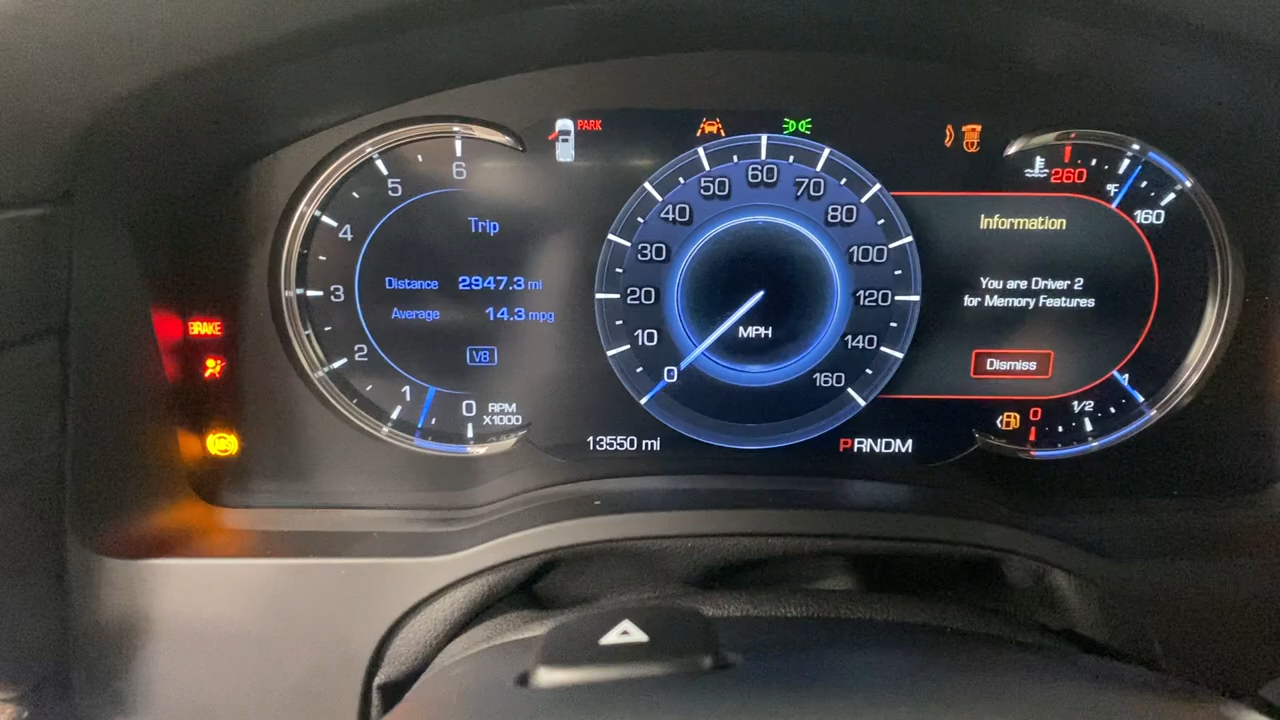 PARK
6
5
4
3
2
1
0
RPM
X1000
Trip
Distance 2947.3 mi
Average 14.3 mpg
V8
BRAKE
ABS
0
10
20
30
40
50
60
70
80
100
120
140
160
MPH
13550 mi
PRNDM
260
°F
160
Information
You are Driver 2
for Memory Features
Dismiss
0
1/2
1